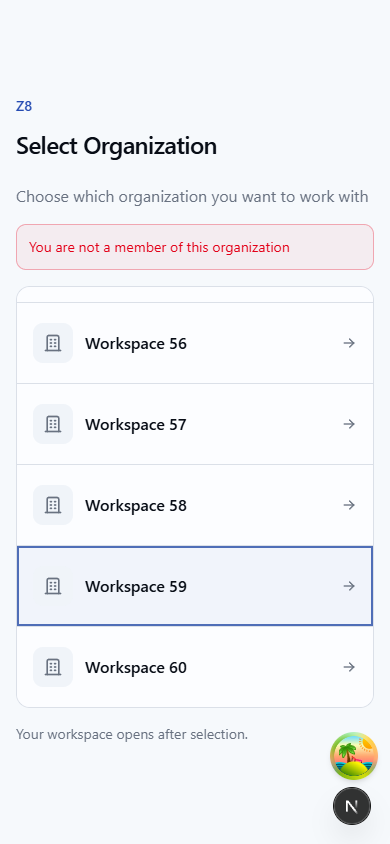 Z8
Select Organization
Choose which organization you want to work with
You are not a member of this organization
Workspace 56
Workspace 57
Workspace 58
Workspace 59
Workspace 60
Your workspace opens after selection.
N